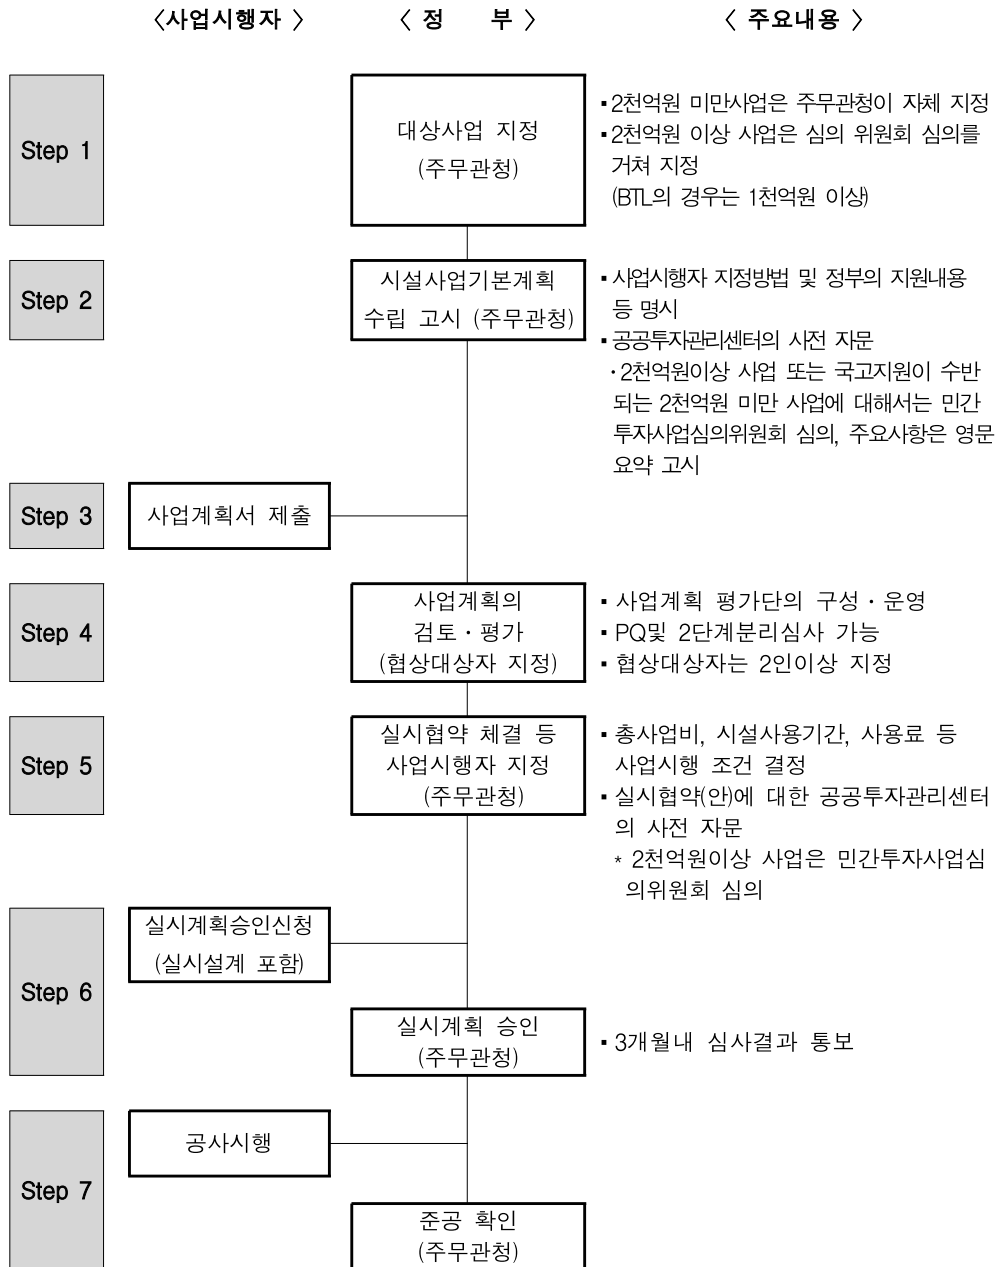 〈사업시행자 〉 〈 정 부 〉 〈 주요내용 〉
Step 1
대상사업 지정
(주무관청)
▪2천억원 미만사업은 주무관청이 자체 지정
▪2천억원 이상 사업은 심의 위원회 심의를
거쳐 지정
(BTL의 경우는 1천억원 이상)
Step 2
시설사업기본계획
수립 고시 (주무관청)
▪사업시행자 지정방법 및 정부의 지원내용
등 명시
▪공공투자관리센터의 사전 자문
·2천억원이상 사업 또는 국고지원이 수반
되는 2천억원 미만 사업에 대해서는 민간
투자사업심의위원회 심의, 주요사항은 영문
요약 고시
Step 3
사업계획서 제출
Step 4
사업계획의
검토·평가
(협상대상자 지정)
▪사업계획 평가단의 구성·운영
▪PQ및 2단계분리심사 가능
▪협상대상자는 2인이상 지정
Step 5
실시협약 체결 등
사업시행자 지정
(주무관청)
▪총사업비, 시설사용기간, 사용료 등
사업시행 조건 결정
▪실시협약(안)에 대한 공공투자관리센터
의 사전 자문
* 2천억원이상 사업은 민간투자사업심
의위원회 심의
Step 6
실시계획승인신청
(실시설계 포함)
실시계획 승인
(주무관청)
▪3개월내 심사결과 통보
Step 7
공사시행
준공 확인
(주무관청)